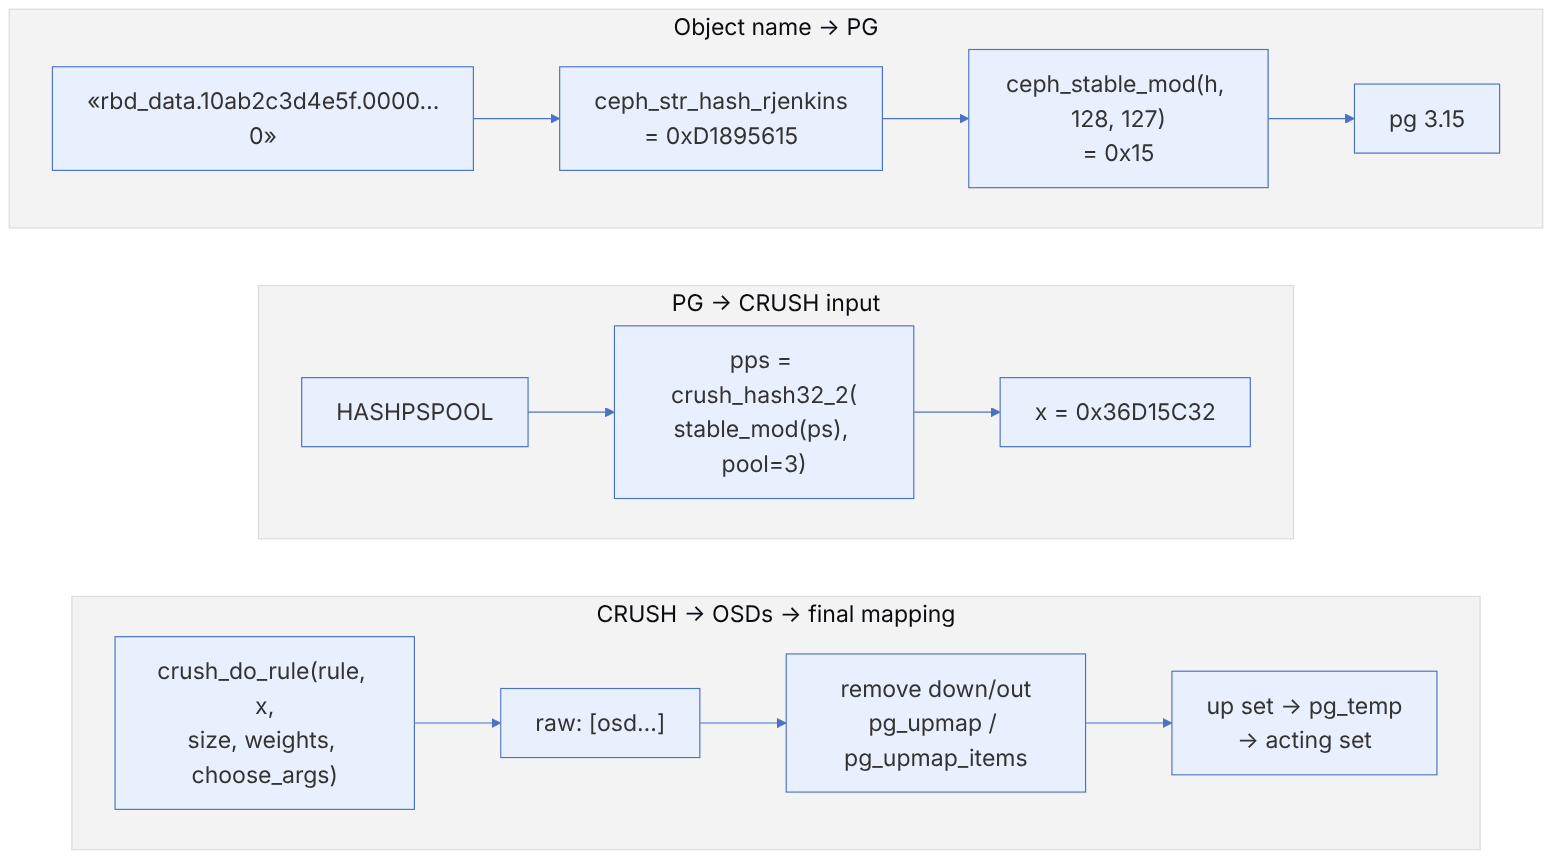 Object name → PG
«rbd_data.10ab2c3d4e5f.0000...
0»
ceph_str_hash_rjenkins
= 0xD1895615
ceph_stable_mod(h,
128, 127)
= 0x15
pg 3.15
PG → CRUSH input
HASHPSPOOL
pps =
crush_hash32_2(
stable_mod(ps),
pool=3)
x = 0x36D15C32
CRUSH → OSDs → final mapping
crush_do_rule(rule,
x,
size, weights,
choose_args)
raw: [osd...]
remove down/out
pg_upmap /
pg_upmap_items
up set → pg_temp
→ acting set